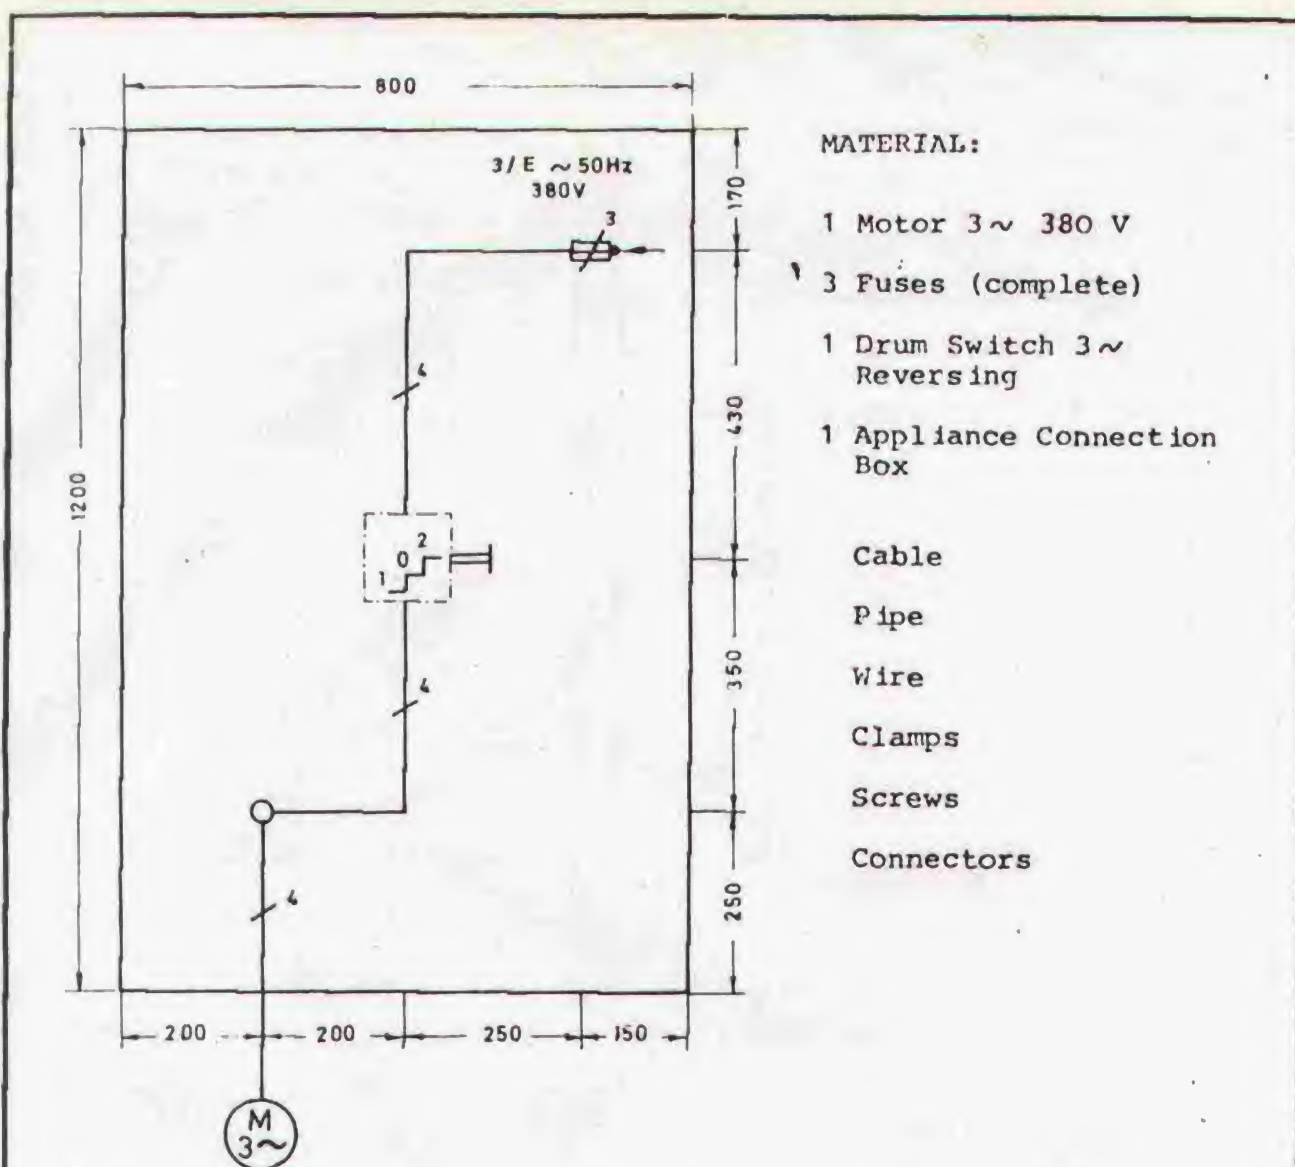 800
3/E ~ 50Hz
380V
3
170
4
430
1200
1 0 2
350
4
4
250
200 200 250 150
M
3~
MATERIAL:
1 Motor 3~ 380 V
3 Fuses (complete)
1 Drum Switch 3~
Reversing
1 Appliance Connection
Box
Cable
Pipe
Wire
Clamps
Screws
Connectors